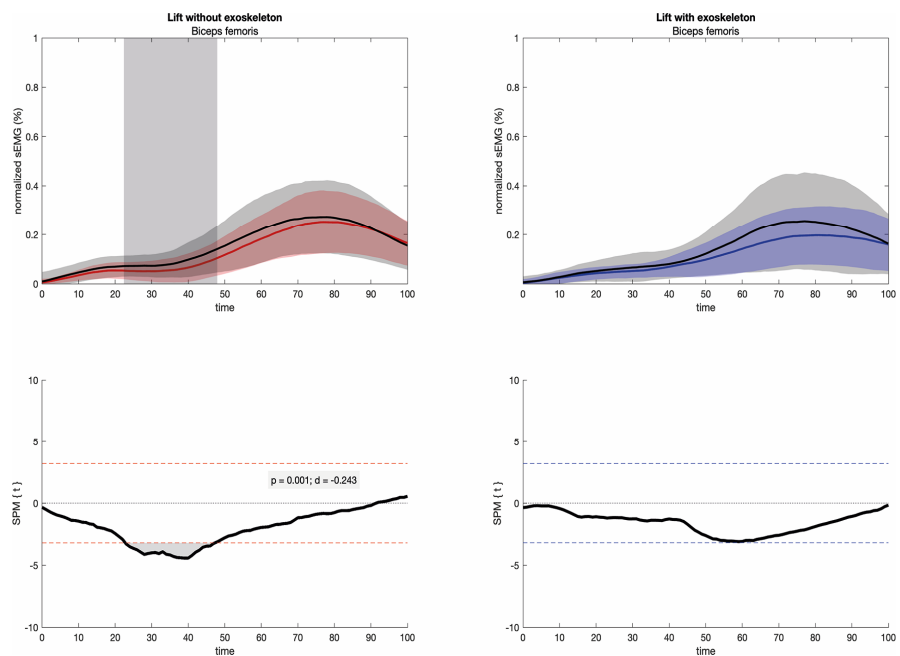 Lift without exoskeleton
Biceps femoris
normalized sEMG (%)
1
0.8
0.6
0.4
0.2
0
0 10 20 30 40 50 60 70 80 90 100
time
Lift with exoskeleton
Biceps femoris
normalized sEMG (%)
1
0.8
0.6
0.4
0.2
0
0 10 20 30 40 50 60 70 80 90 100
time
SPM { t }
10
5
0
-5
-10
p = 0.001; d = -0.243
0 10 20 30 40 50 60 70 80 90 100
time
SPM { t }
10
5
0
-5
-10
0 10 20 30 40 50 60 70 80 90 100
time